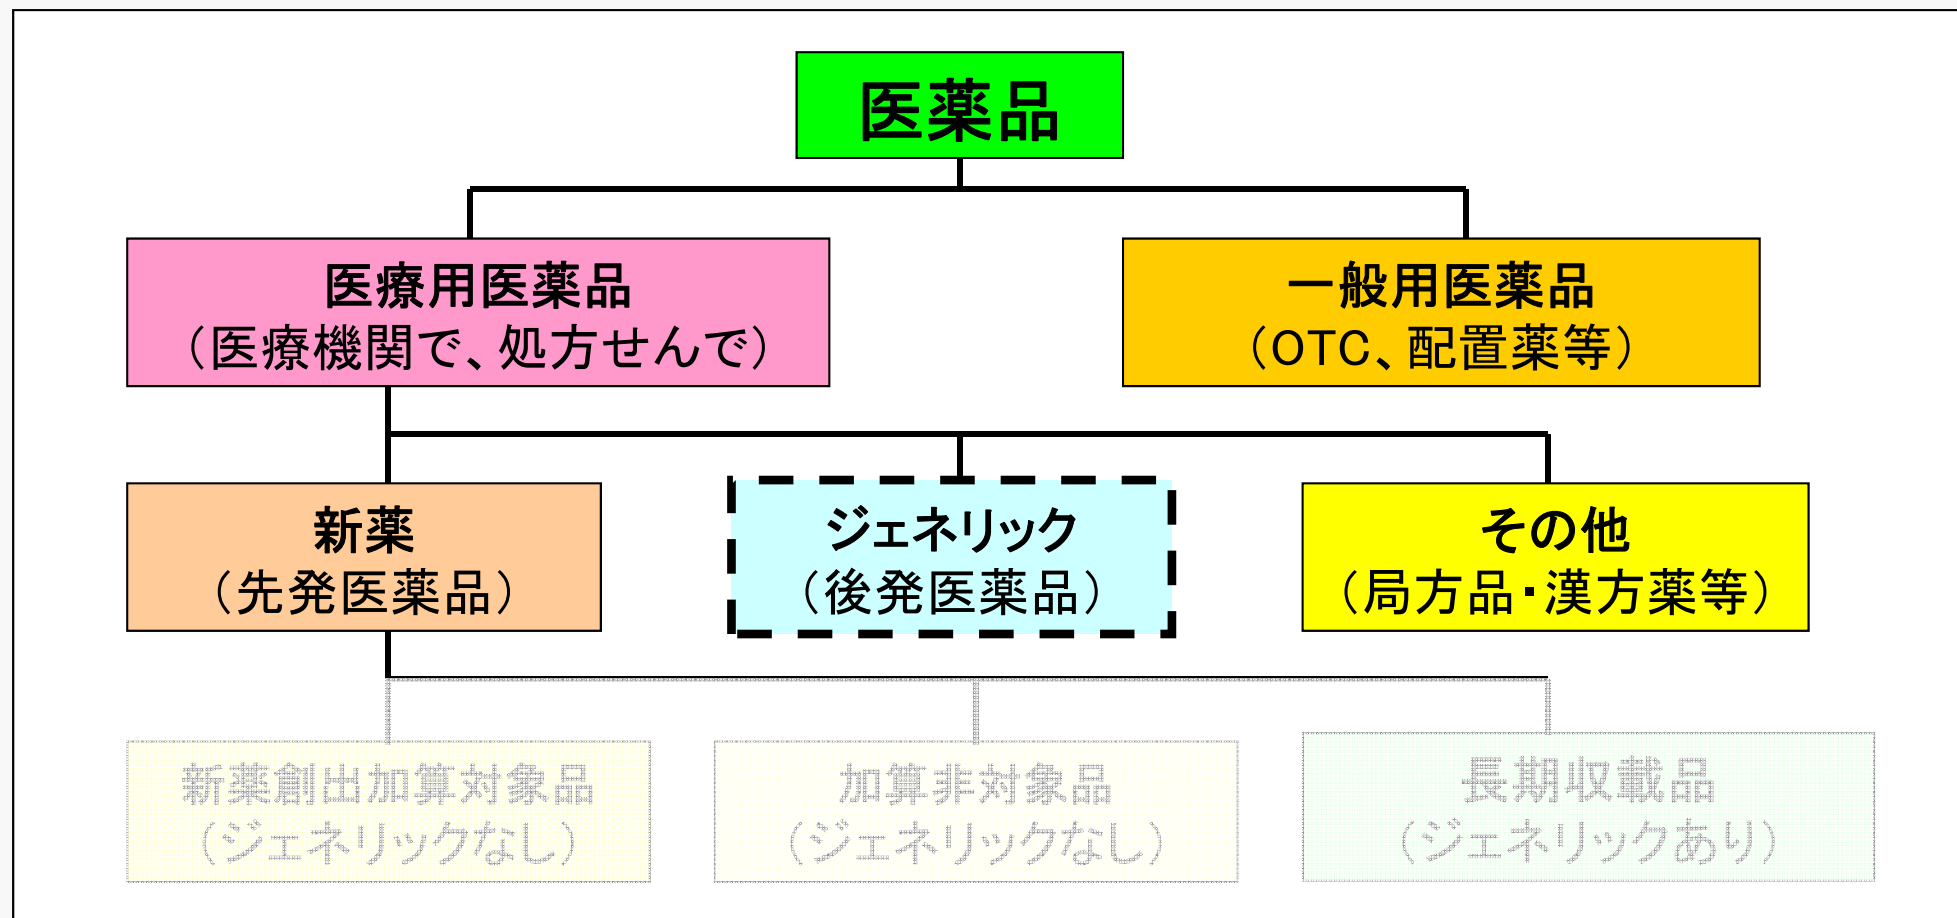 医薬品
医療用医薬品
（医療機関で、処方せんで）
一般用医薬品
（OTC、配置薬等）
新薬
（先発医薬品）
ジェネリック
（後発医薬品）
その他
（局方品・漢方薬等）
新薬創出加算対象品
（ジェネリックなし）
加算非対象品
（ジェネリックなし）
長期収載品
（ジェネリックあり）